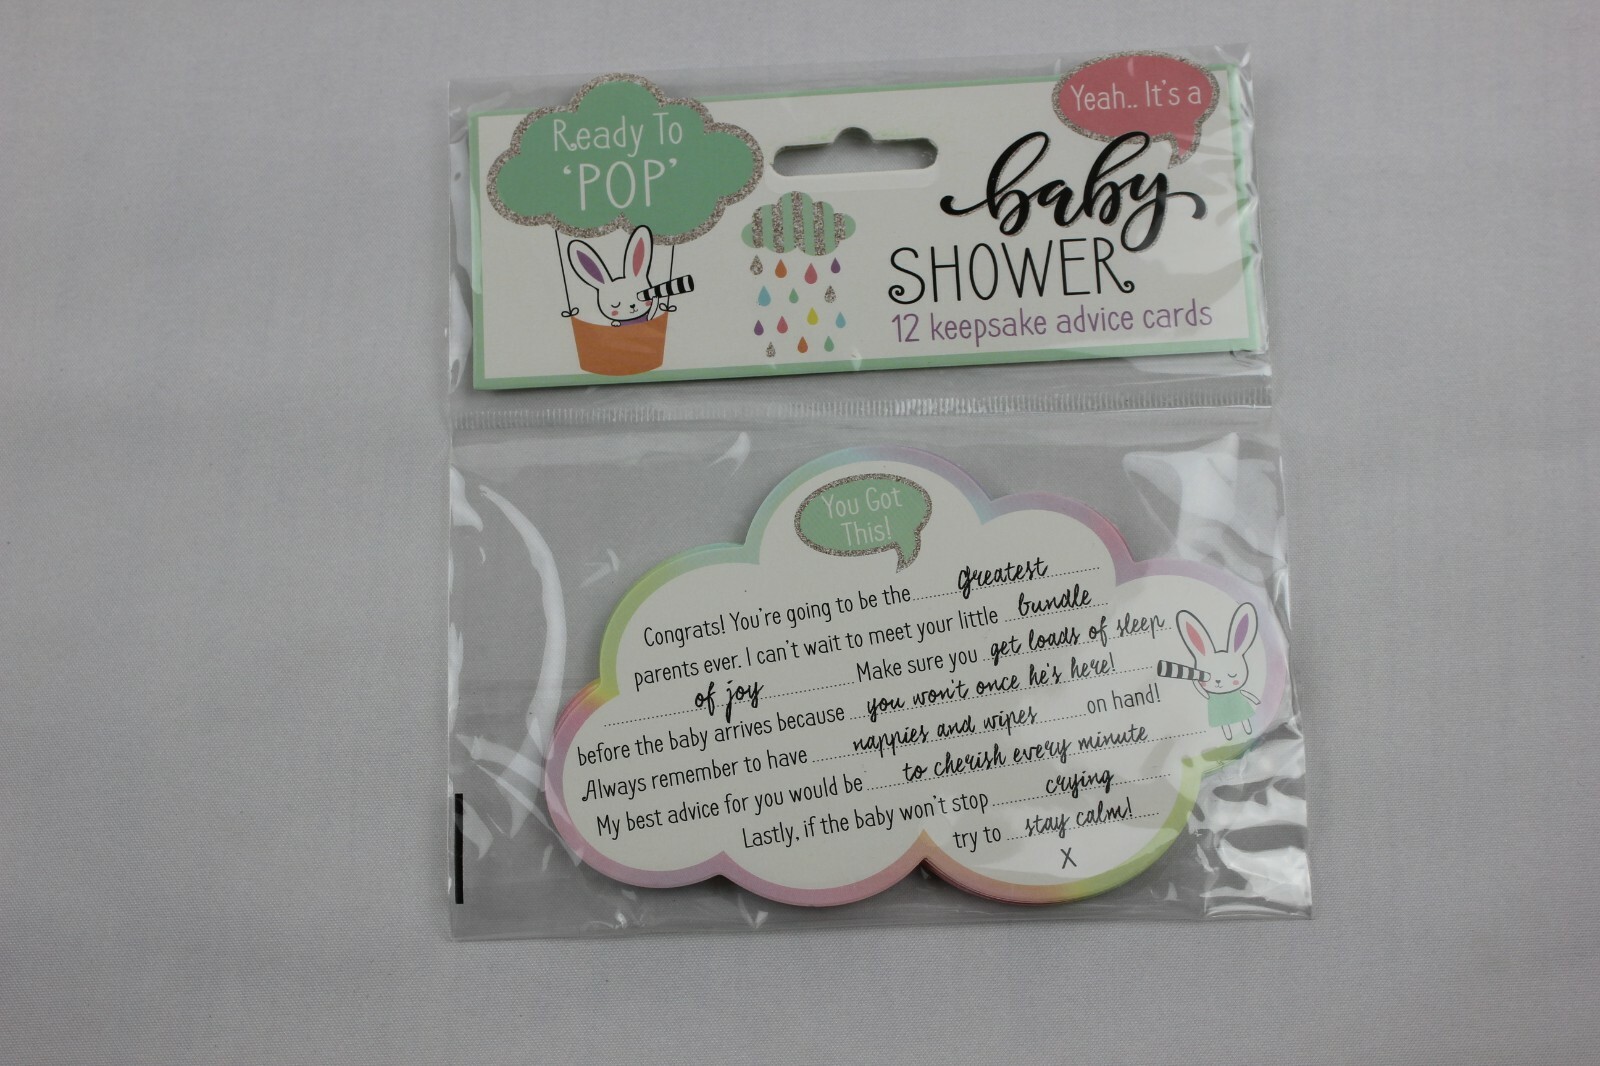 Ready To
'POP'
Yeah.. It's a
baby
SHOWER
12 keepsake advice cards
You Got
This!
Congrats! You're going to be the greatest
parents ever. I can't wait to meet your little bundle
of joy Make sure you get loads of sleep
before the baby arrives because you won't once he's here!
Always remember to have nappies and wipes on hand!
My best advice for you would be to cherish every minute
Lastly, if the baby won't stop crying
try to stay calm!
X